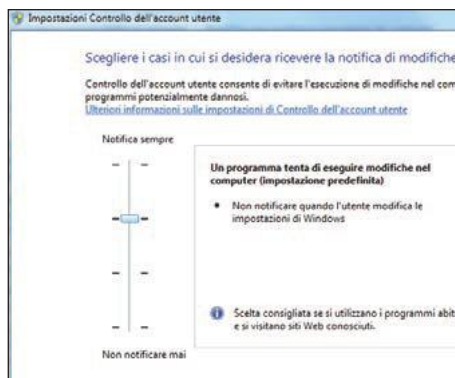 Impostazioni Controllo dell'account utente
Scegliere i casi in cui si desidera ricevere la notifica di modifiche
Controllo dell'account utente consente di evitare l'esecuzione di modifiche nel com
programmi potenzialmente dannosi.
Ulteriori informazioni sulle impostazioni di Controllo dell'account utente
Notifica sempre
Un programma tenta di eseguire modifiche nel
computer (impostazione predefinita)
• Non notificare quando l'utente modifica le
impostazioni di Windows
Scelta consigliata se si utilizzano i programmi abit
e si visitano siti Web conosciuti.
Non notificare mai